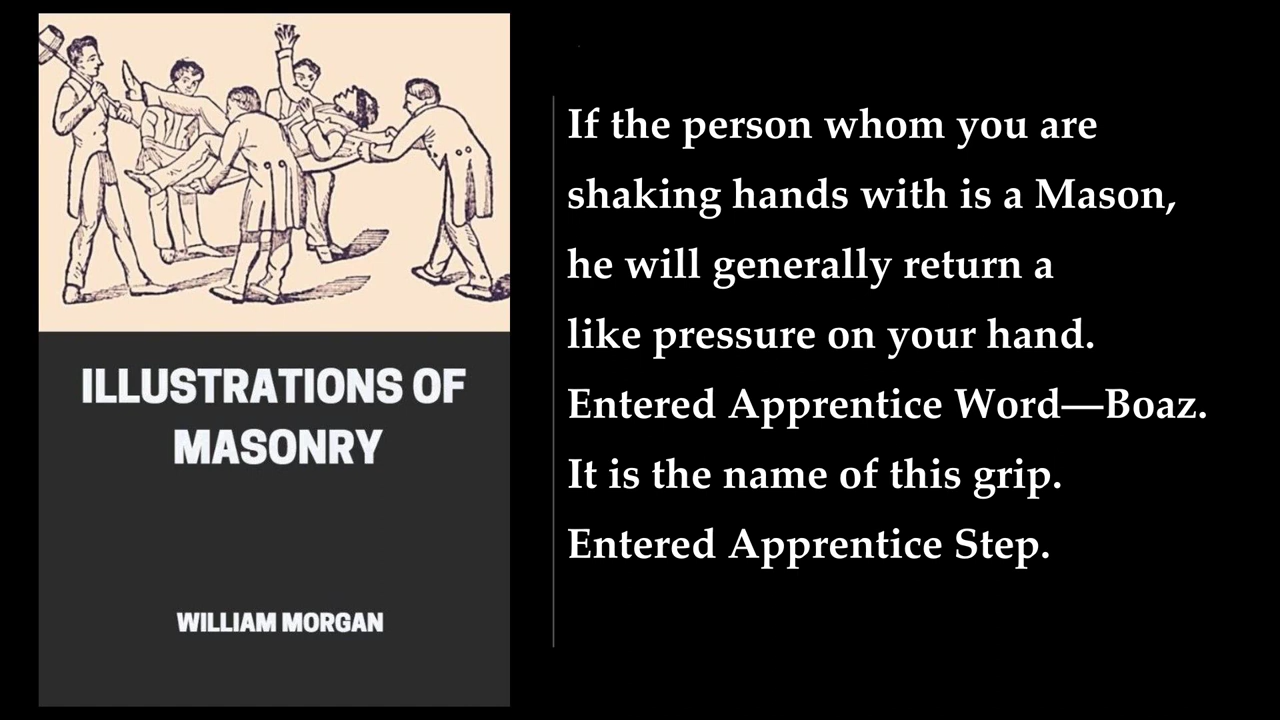 ILLUSTRATIONS OF
MASONRY
WILLIAM MORGAN
If the person whom you are
shaking hands with is a Mason,
he will generally return a
like pressure on your hand.
Entered Apprentice Word—Boaz.
It is the name of this grip.
Entered Apprentice Step.